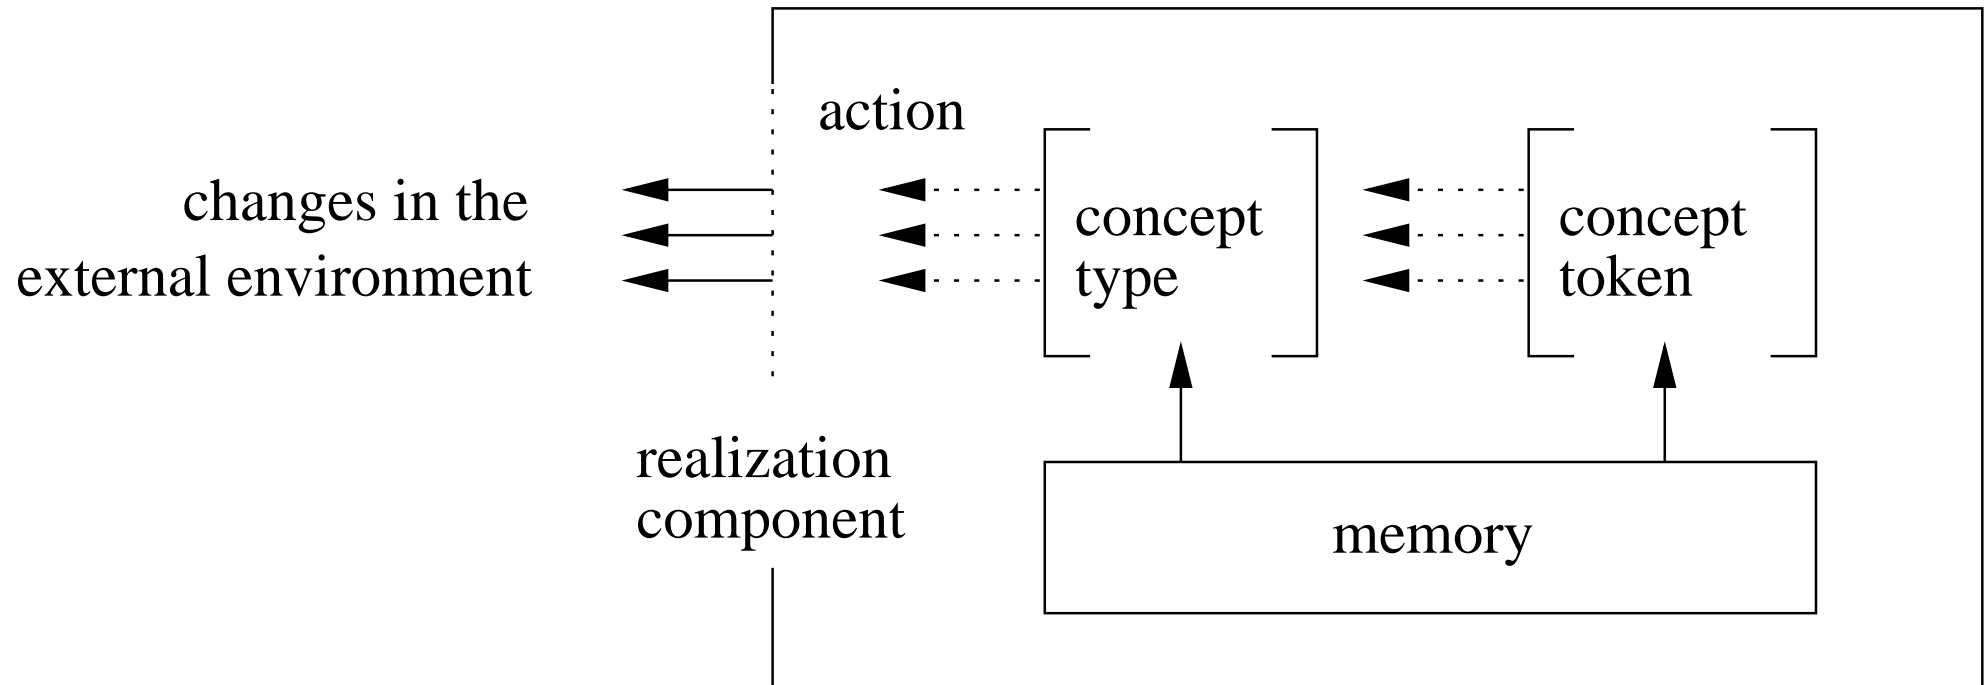 action
changes in the
external environment
concept
type
concept
token
realization
component
memory